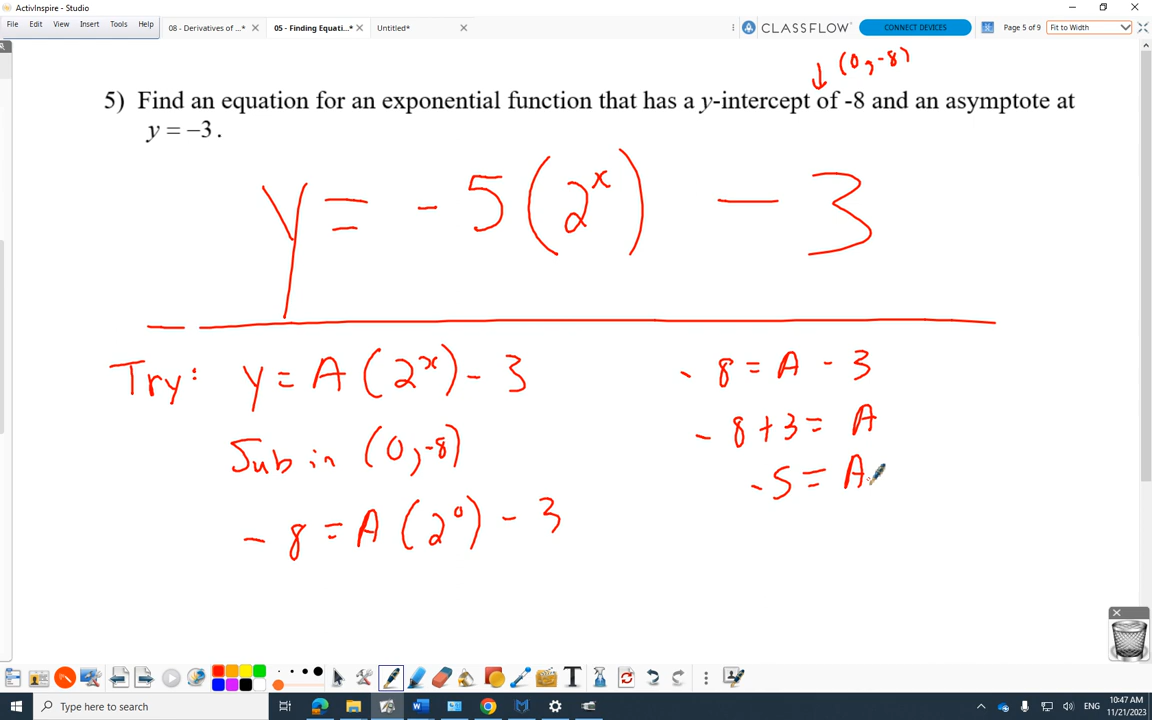 ActivInspire - Studio
File Edit View Insert Tools Help
08 - Derivatives of ...* 05 - Finding Equati...* Untitled*
CLASSFLOW CONNECT DEVICES Page 5 of 9 Fit to Width
(0, -8)
5) Find an equation for an exponential function that has a y-intercept of -8 and an asymptote at
y = −3.
y = -5(2^x) - 3
Try: y = A(2^x) - 3
Sub in (0, -8)
-8 = A(2^0) - 3
-8 = A - 3
-8 + 3 = A
-5 = A
Type here to search
ENG
10:47 AM
11/21/2023